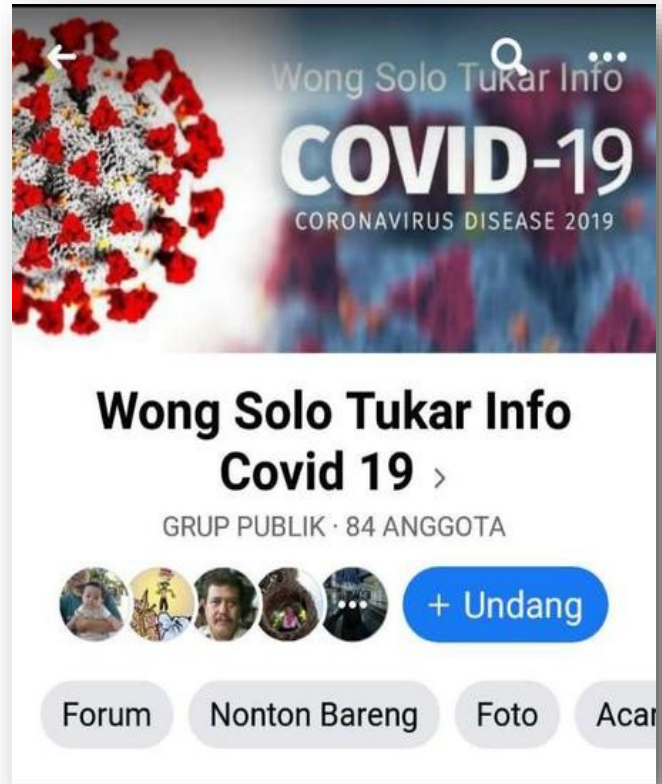 Wong Solo Tukar Info
COVID-19
CORONAVIRUS DISEASE 2019
Wong Solo Tukar Info
Covid 19
GRUP PUBLIK · 84 ANGGOTA
+ Undang
Forum
Nonton Bareng
Foto
Acar